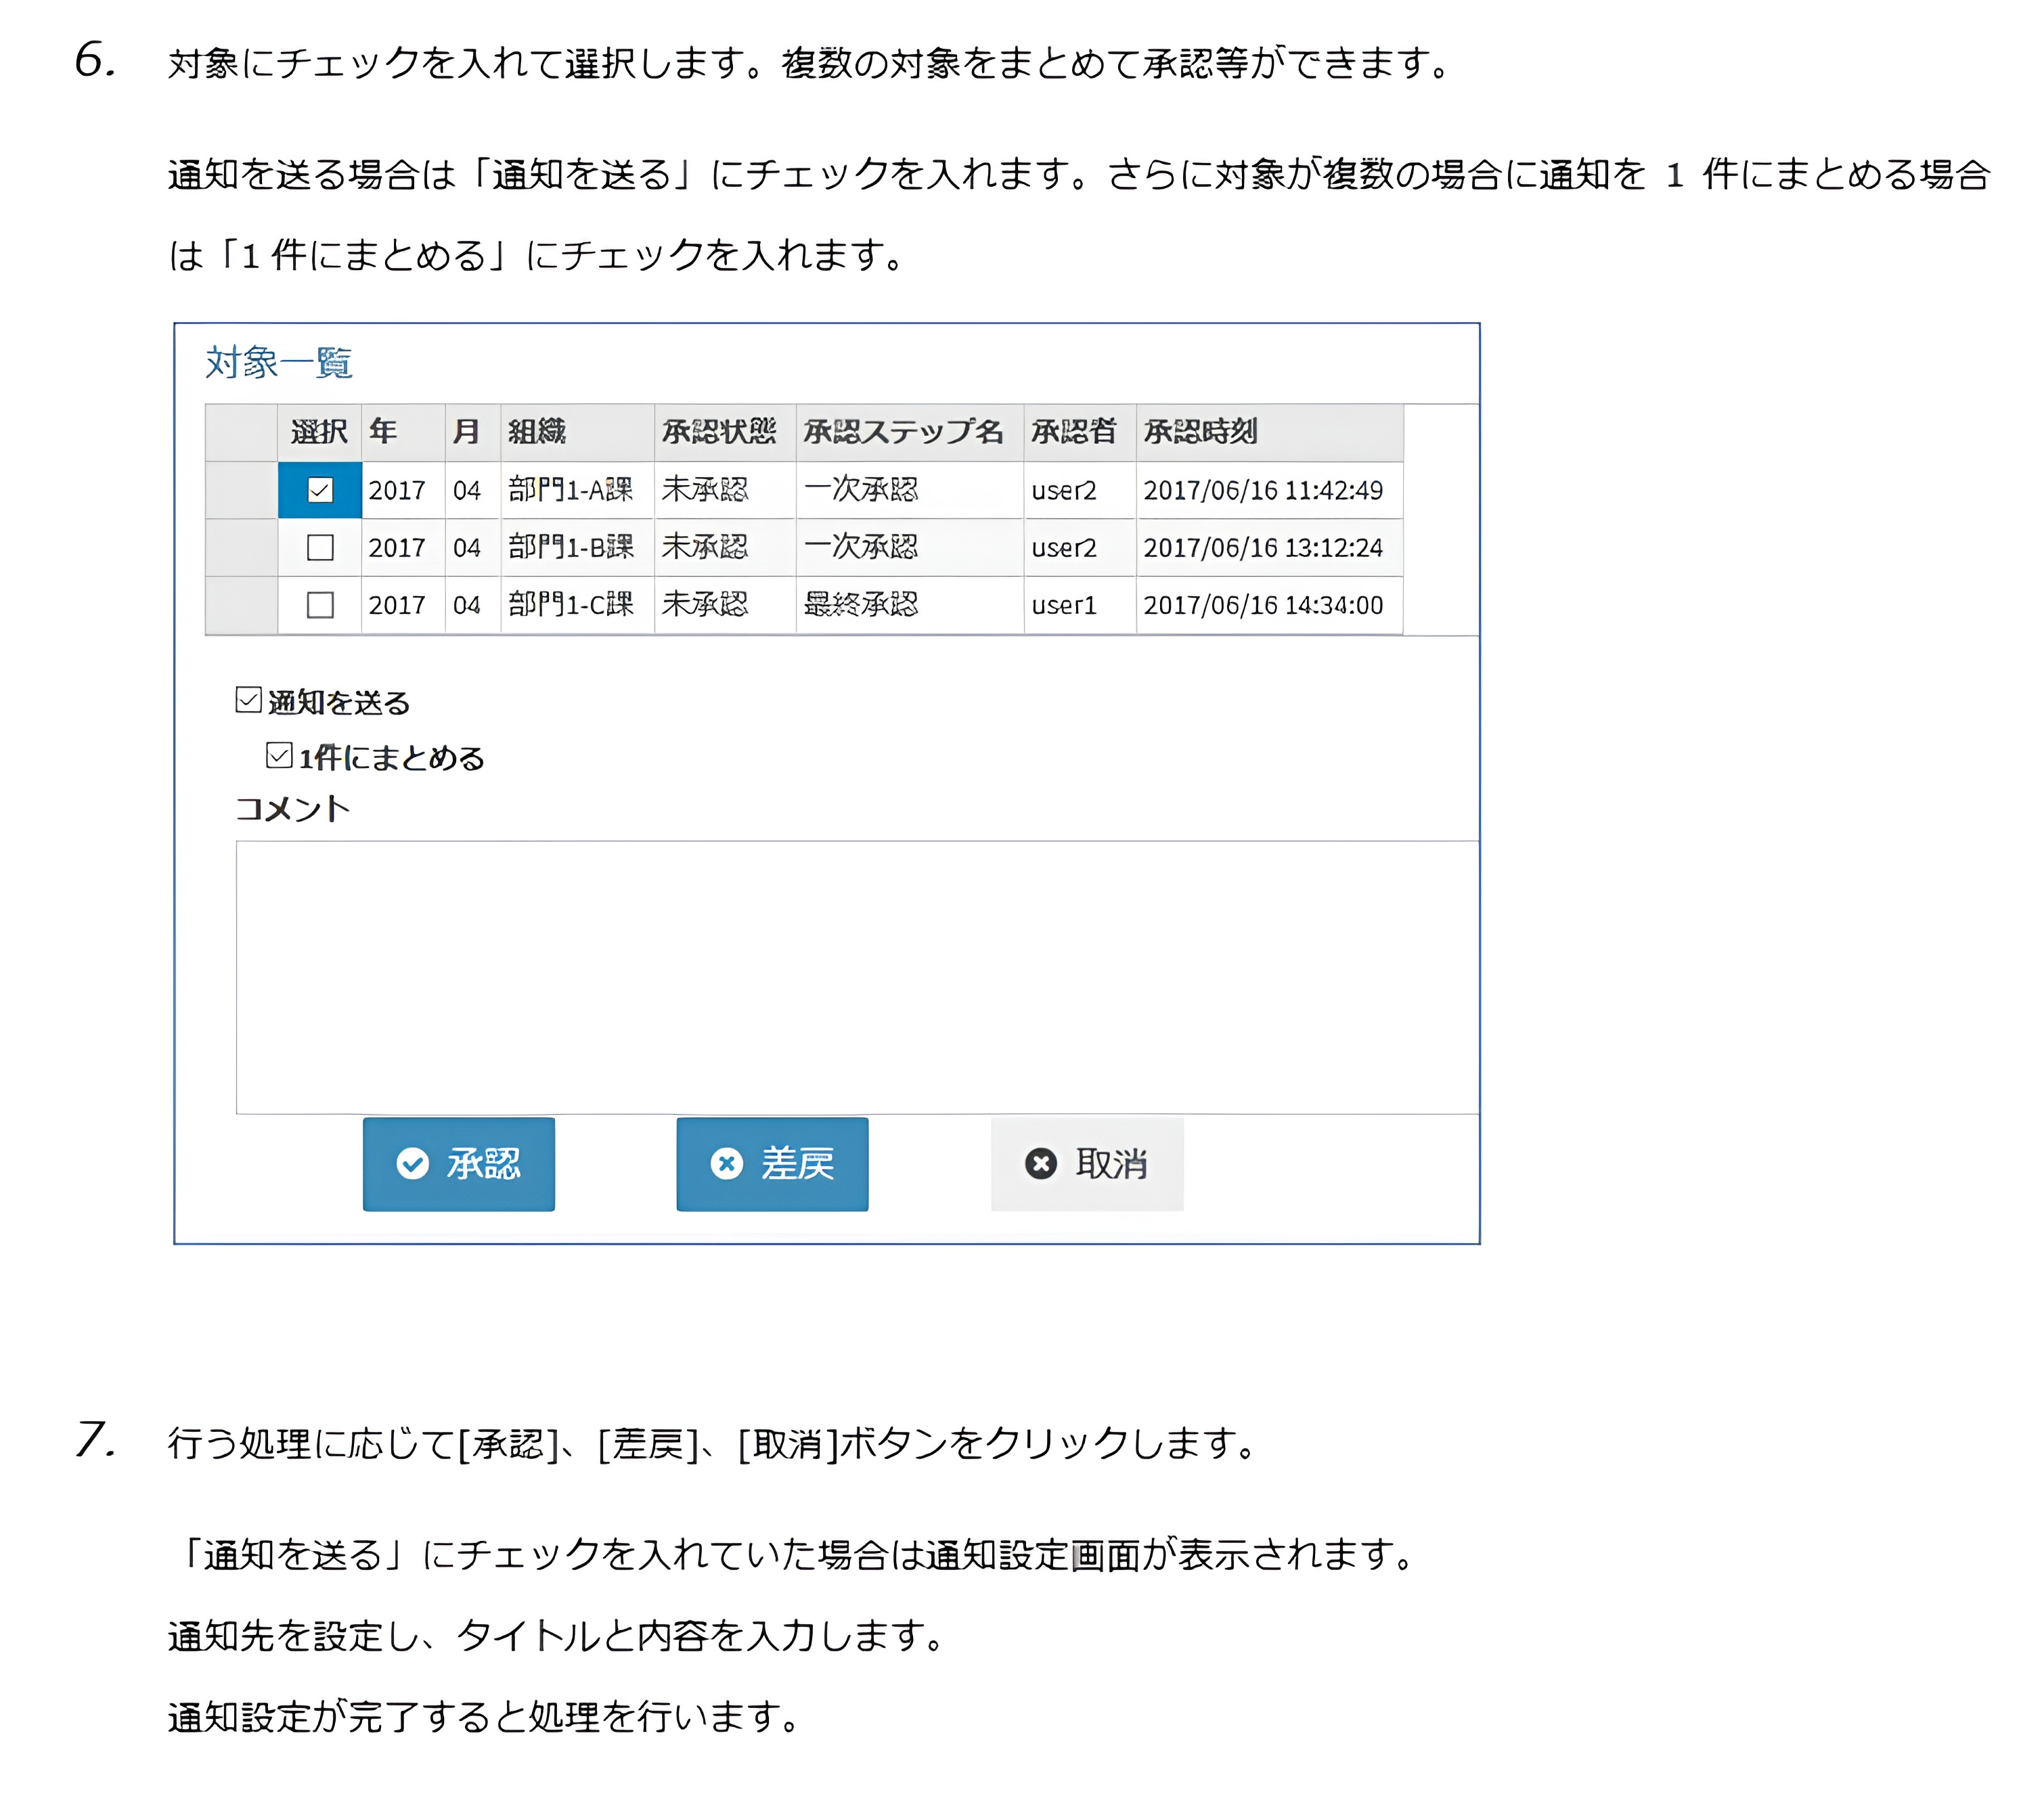 6. 対象にチェックを入れて選択します。複数の対象をまとめて承認等ができます。
通知を送る場合は「通知を送る」にチェックを入れます。さらに対象が複数の場合に通知を 1 件にまとめる場合
は「1 件にまとめる」にチェックを入れます。
対象一覧
選択 年 月 組織 承認状態 承認ステップ名 承認者 承認時刻
2017 04 部門1-A課 未承認 一次承認 user2 2017/06/16 11:42:49
2017 04 部門1-B課 未承認 一次承認 user2 2017/06/16 13:12:24
2017 04 部門1-C課 未承認 最終承認 user1 2017/06/16 14:34:00
通知を送る
1件にまとめる
コメント
承認 差戻 取消
7. 行う処理に応じて[承認]、[差戻]、[取消]ボタンをクリックします。
「通知を送る」にチェックを入れていた場合は通知設定画面が表示されます。
通知先を設定し、タイトルと内容を入力します。
通知設定が完了すると処理を行います。